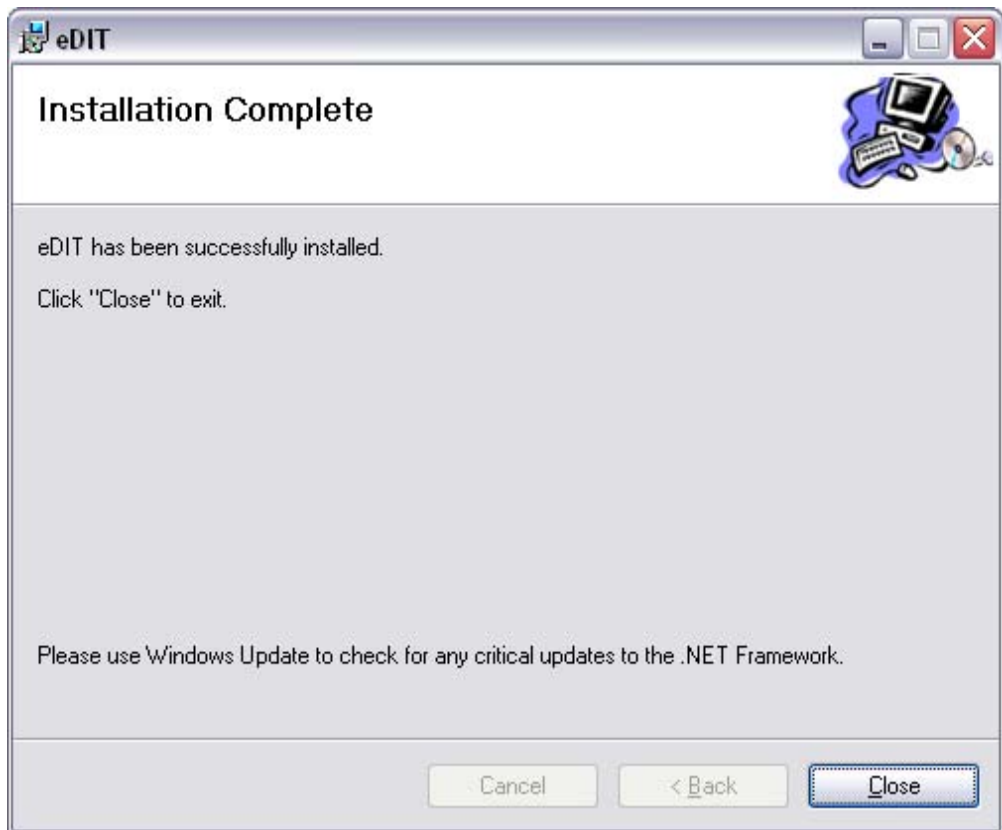 eDIT
Installation Complete
eDIT has been successfully installed.
Click "Close" to exit.
Please use Windows Update to check for any critical updates to the .NET Framework.
Cancel
< Back
Close